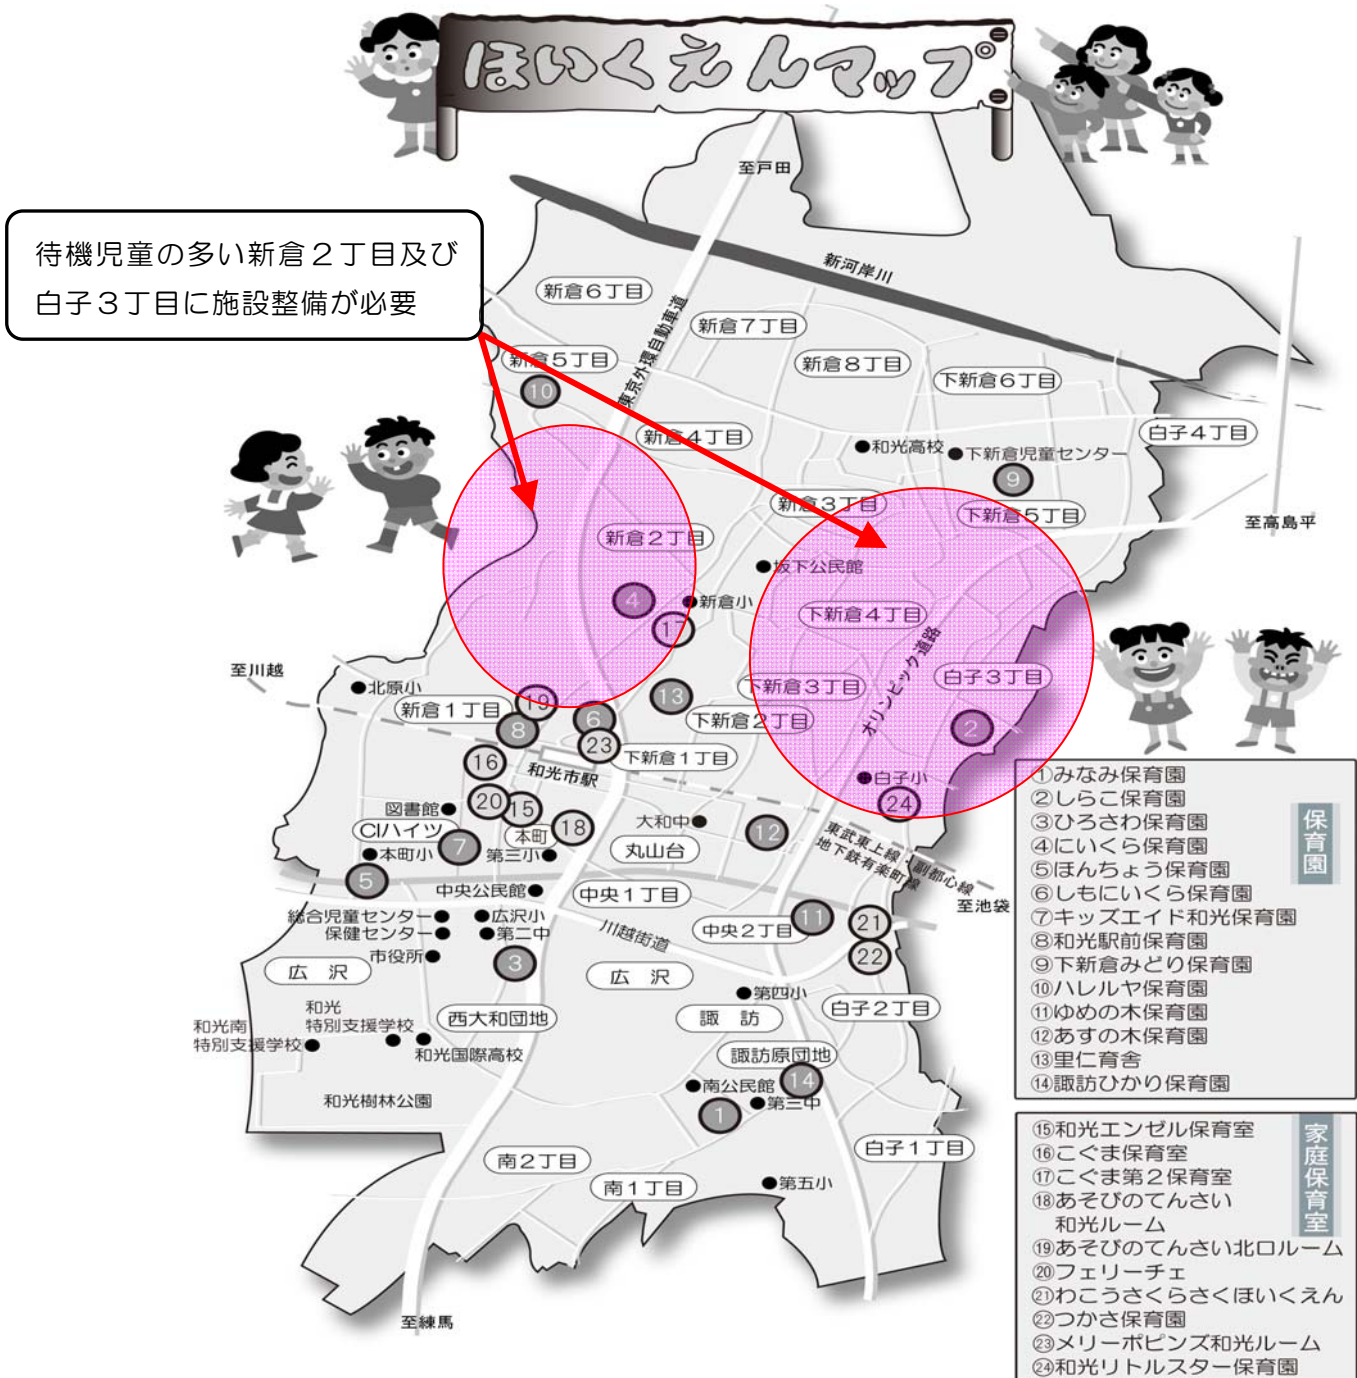 ほいくえんマップ
至戸田
待機児童の多い新倉２丁目及び
白子３丁目に施設整備が必要
新河岸川
新倉６丁目
東京外環自動車道
新倉７丁目
新倉５丁目
新倉８丁目
下新倉６丁目
⑩
新倉４丁目
白子４丁目
和光高校
下新倉児童センター
⑨
新倉３丁目
下新倉５丁目
至高島平
新倉２丁目
坂下公民館
④
新倉小
下新倉４丁目
⑰
オリンピック道路
至川越
北原小
新倉１丁目
⑲
⑬
下新倉３丁目
白子３丁目
⑧
⑥
下新倉２丁目
②
㉓
下新倉１丁目
⑯
和光市駅
白子小
㉔
図書館
⑳
⑮
CIハイツ
本町
⑱
大和中
⑫
東武東上線・副都心線
地下鉄有楽町線
本町小
⑦
第三小
丸山台
⑤
中央公民館
中央１丁目
至池袋
総合児童センター
広沢小
川越街道
中央２丁目
⑪
㉑
保健センター
第二中
㉒
市役所
③
広　沢
広　沢
第四小
西大和団地
諏　訪
白子２丁目
和光
特別支援学校
和光南
特別支援学校
和光国際高校
諏訪原団地
南公民館
⑭
①
第三中
和光樹林公園
白子１丁目
南２丁目
南１丁目
第五小
至練馬
保育園
①みなみ保育園
②しらこ保育園
③ひろさわ保育園
④にいくら保育園
⑤ほんちょう保育園
⑥しもにいくら保育園
⑦キッズエイド和光保育園
⑧和光駅前保育園
⑨下新倉みどり保育園
⑩ハレルヤ保育園
⑪ゆめの木保育園
⑫あすの木保育園
⑬里仁育舎
⑭諏訪ひかり保育園
家庭保育室
⑮和光エンゼル保育室
⑯こぐま保育室
⑰こぐま第２保育室
⑱あそびのてんさい
和光ルーム
⑲あそびのてんさい北口ルーム
⑳フェリーチェ
㉑わこうさくらさくほいくえん
㉒つかさ保育園
㉓メリーポピンズ和光ルーム
㉔和光リトルスター保育園